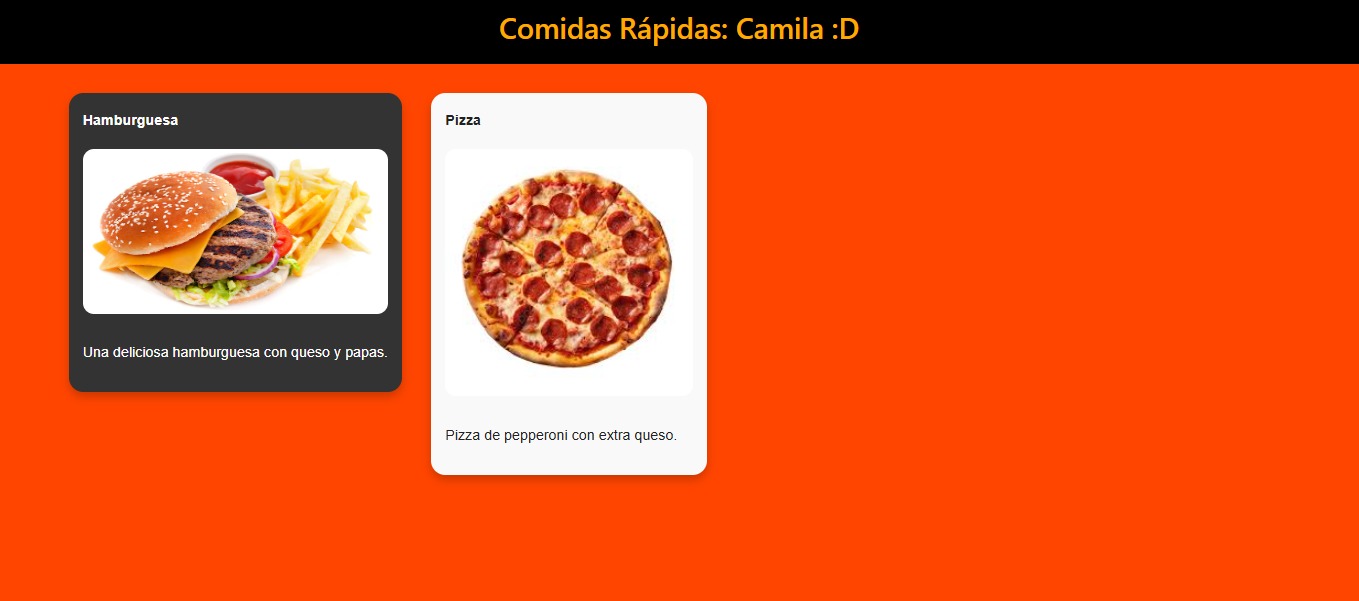 Comidas Rápidas: Camila :D
Hamburguesa
Una deliciosa hamburguesa con queso y papas.
Pizza
Pizza de pepperoni con extra queso.